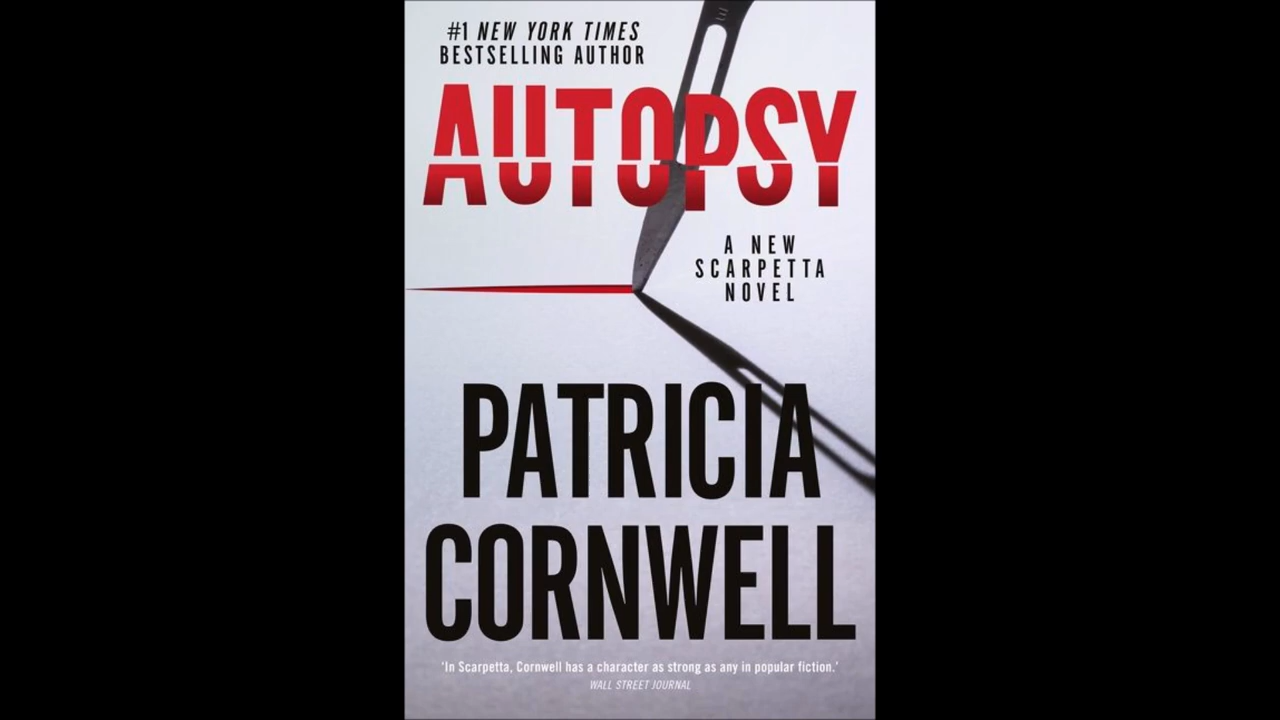 #1 NEW YORK TIMES
BESTSELLING AUTHOR
AUTOPSY
A NEW
SCARPETTA
NOVEL
PATRICIA
CORNWELL
'In Scarpetta, Cornwell has a character as strong as any in popular fiction.'
WALL STREET JOURNAL